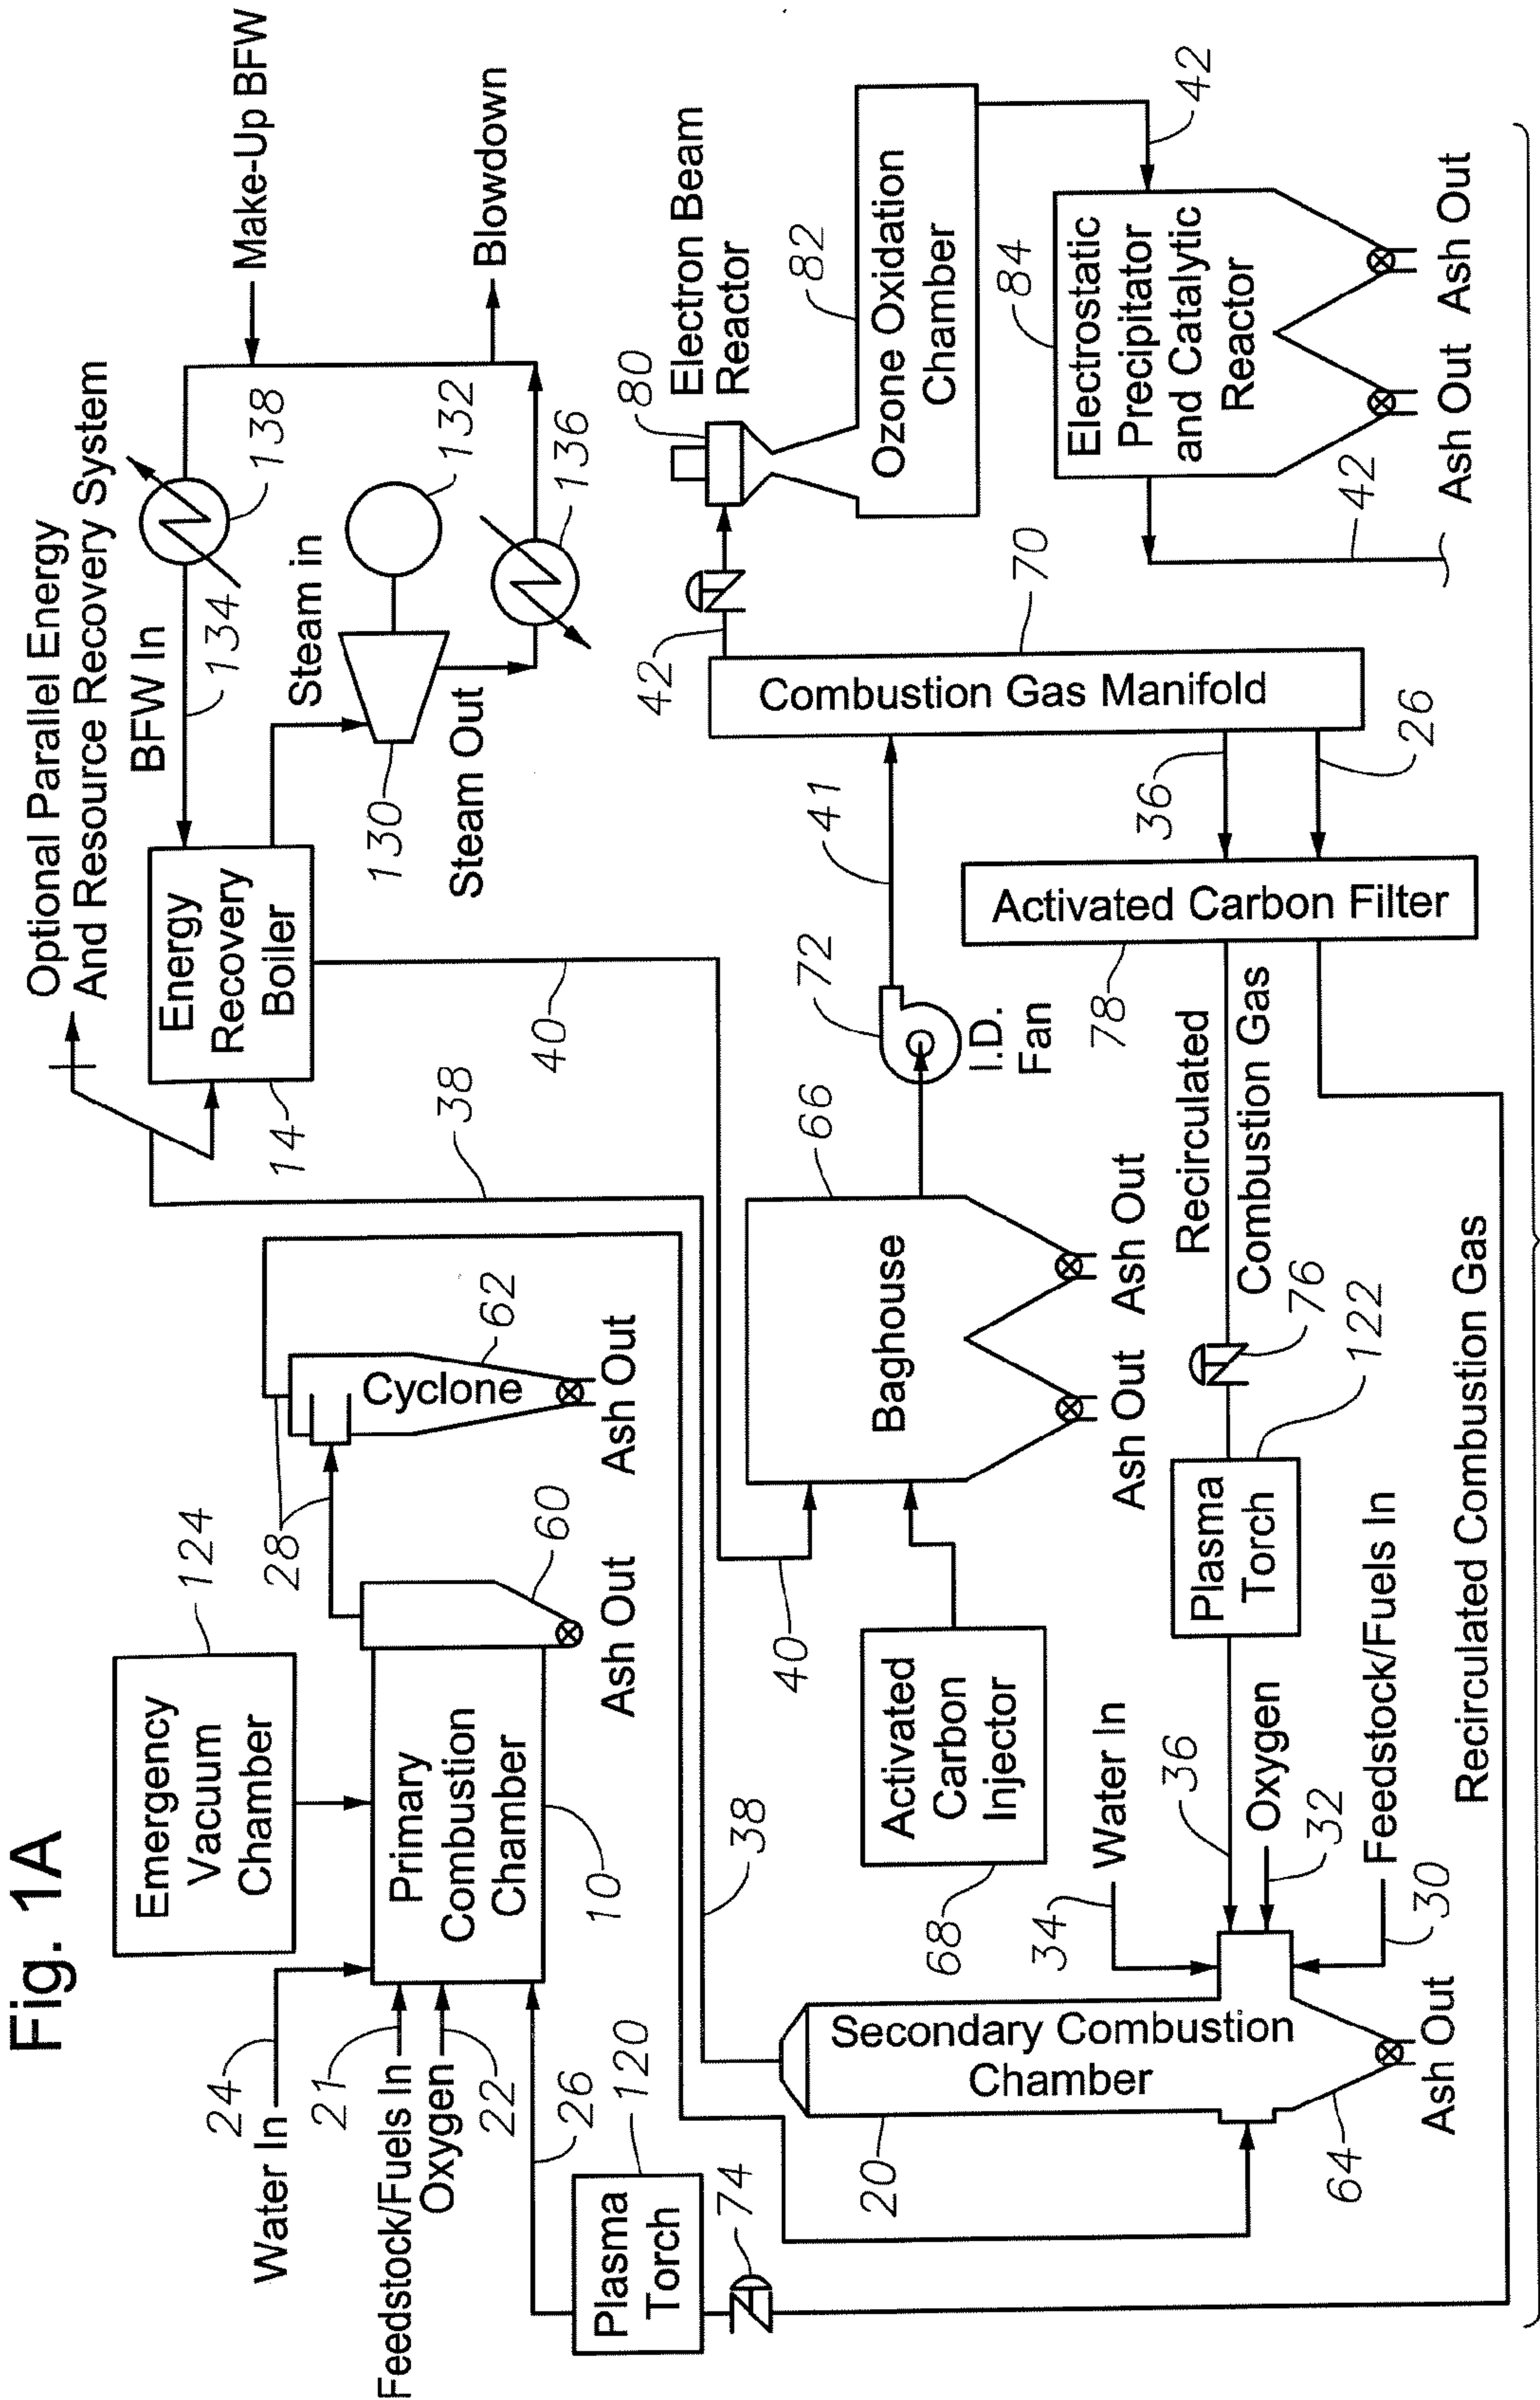 Fig. 1A
Optional Parallel Energy
And Resource Recovery System
Emergency
Vacuum
Chamber
124
Water In
24
21
Feedstock/Fuels In
Oxygen
22
26
Primary
Combustion
Chamber
10
60
Ash Out
28
Cyclone
62
Ash Out
38
14
Energy
Recovery
Boiler
BFW In
134
138
Make-Up BFW
Steam in
132
130
Steam Out
136
Blowdown
40
Plasma
Torch
120
74
38
40
Baghouse
66
Ash Out
Ash Out
Activated
Carbon
Injector
68
72
I.D.
Fan
41
42
Combustion Gas Manifold
70
80
Electron Beam
Reactor
82
Ozone Oxidation
Chamber
42
84
Electrostatic
Precipitator
and Catalytic
Reactor
42
Ash Out
Ash Out
36
26
Activated Carbon Filter
78
Recirculated
Combustion Gas
76
Plasma
Torch
122
Secondary Combustion
Chamber
20
64
Ash Out
Water In
34
36
Oxygen
32
Feedstock/Fuels In
30
Recirculated Combustion Gas